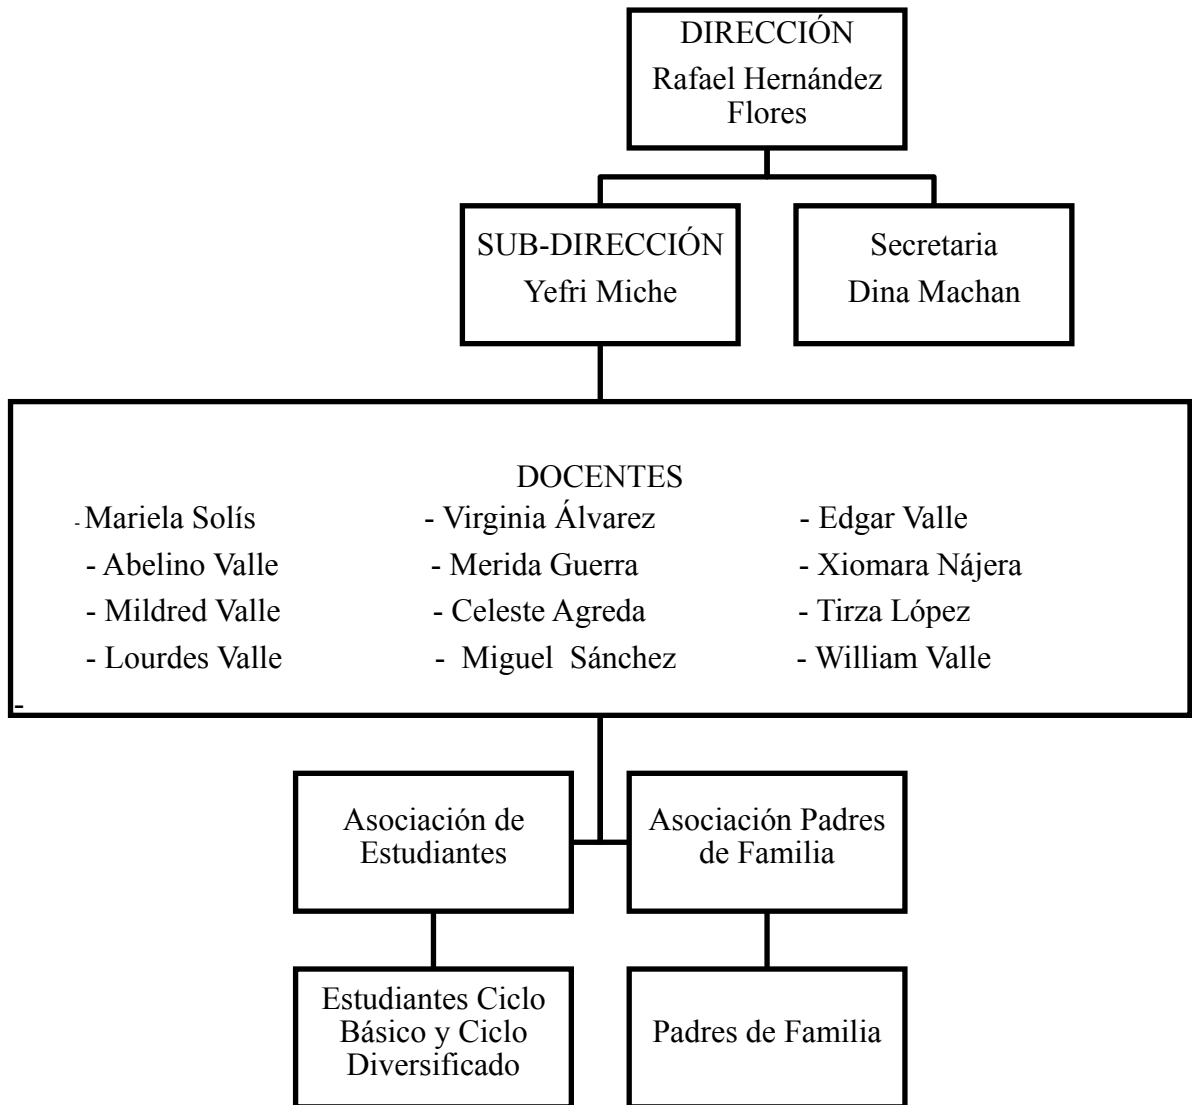 DIRECCIÓN
Rafael Hernández
Flores
SUB-DIRECCIÓN
Yefri Miche
Secretaria
Dina Machan
DOCENTES
- Mariela Solís - Virginia Álvarez - Edgar Valle
- Abelino Valle - Merida Guerra - Xiomara Nájera
- Mildred Valle - Celeste Agreda - Tirza López
- Lourdes Valle - Miguel Sánchez - William Valle
-
Asociación de
Estudiantes
Asociación Padres
de Familia
Estudiantes Ciclo
Básico y Ciclo
Diversificado
Padres de Familia